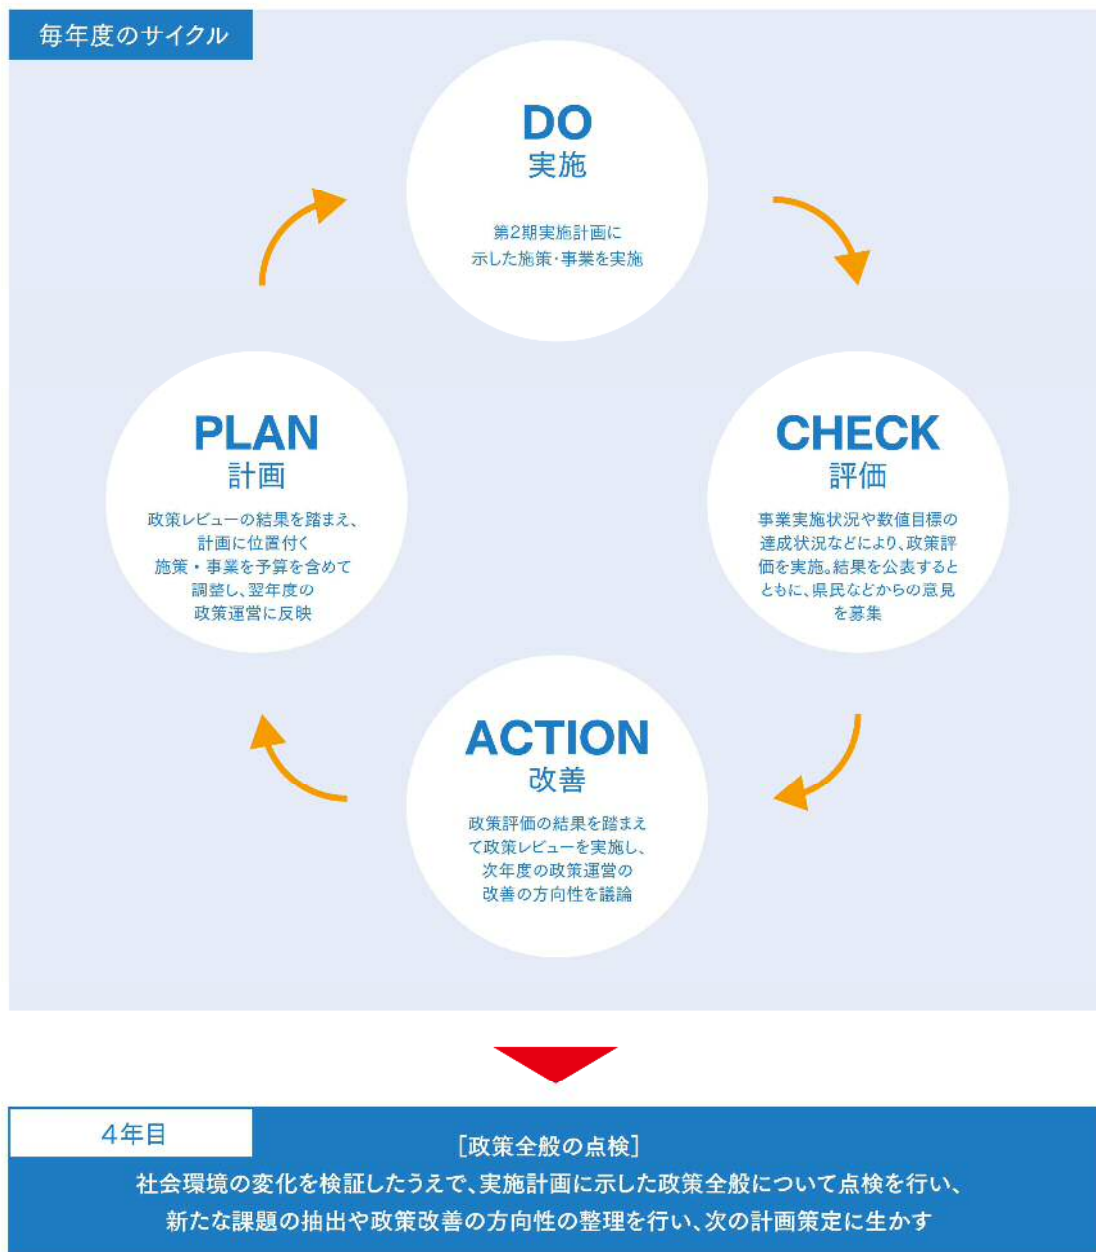 毎年度のサイクル
DO
実施
第2期実施計画に
示した施策・事業を実施
PLAN
計画
政策レビューの結果を踏まえ、
計画に位置付く
施策・事業を予算を含めて
調整し、翌年度の
政策運営に反映
CHECK
評価
事業実施状況や数値目標の
達成状況などにより、政策評
価を実施。結果を公表すると
ともに、県民などからの意見
を募集
ACTION
改善
政策評価の結果を踏まえ
て政策レビューを実施し、
次年度の政策運営の
改善の方向性を議論
4年目
[政策全般の点検]
社会環境の変化を検証したうえで、実施計画に示した政策全般について点検を行い、
新たな課題の抽出や政策改善の方向性の整理を行い、次の計画策定に生かす